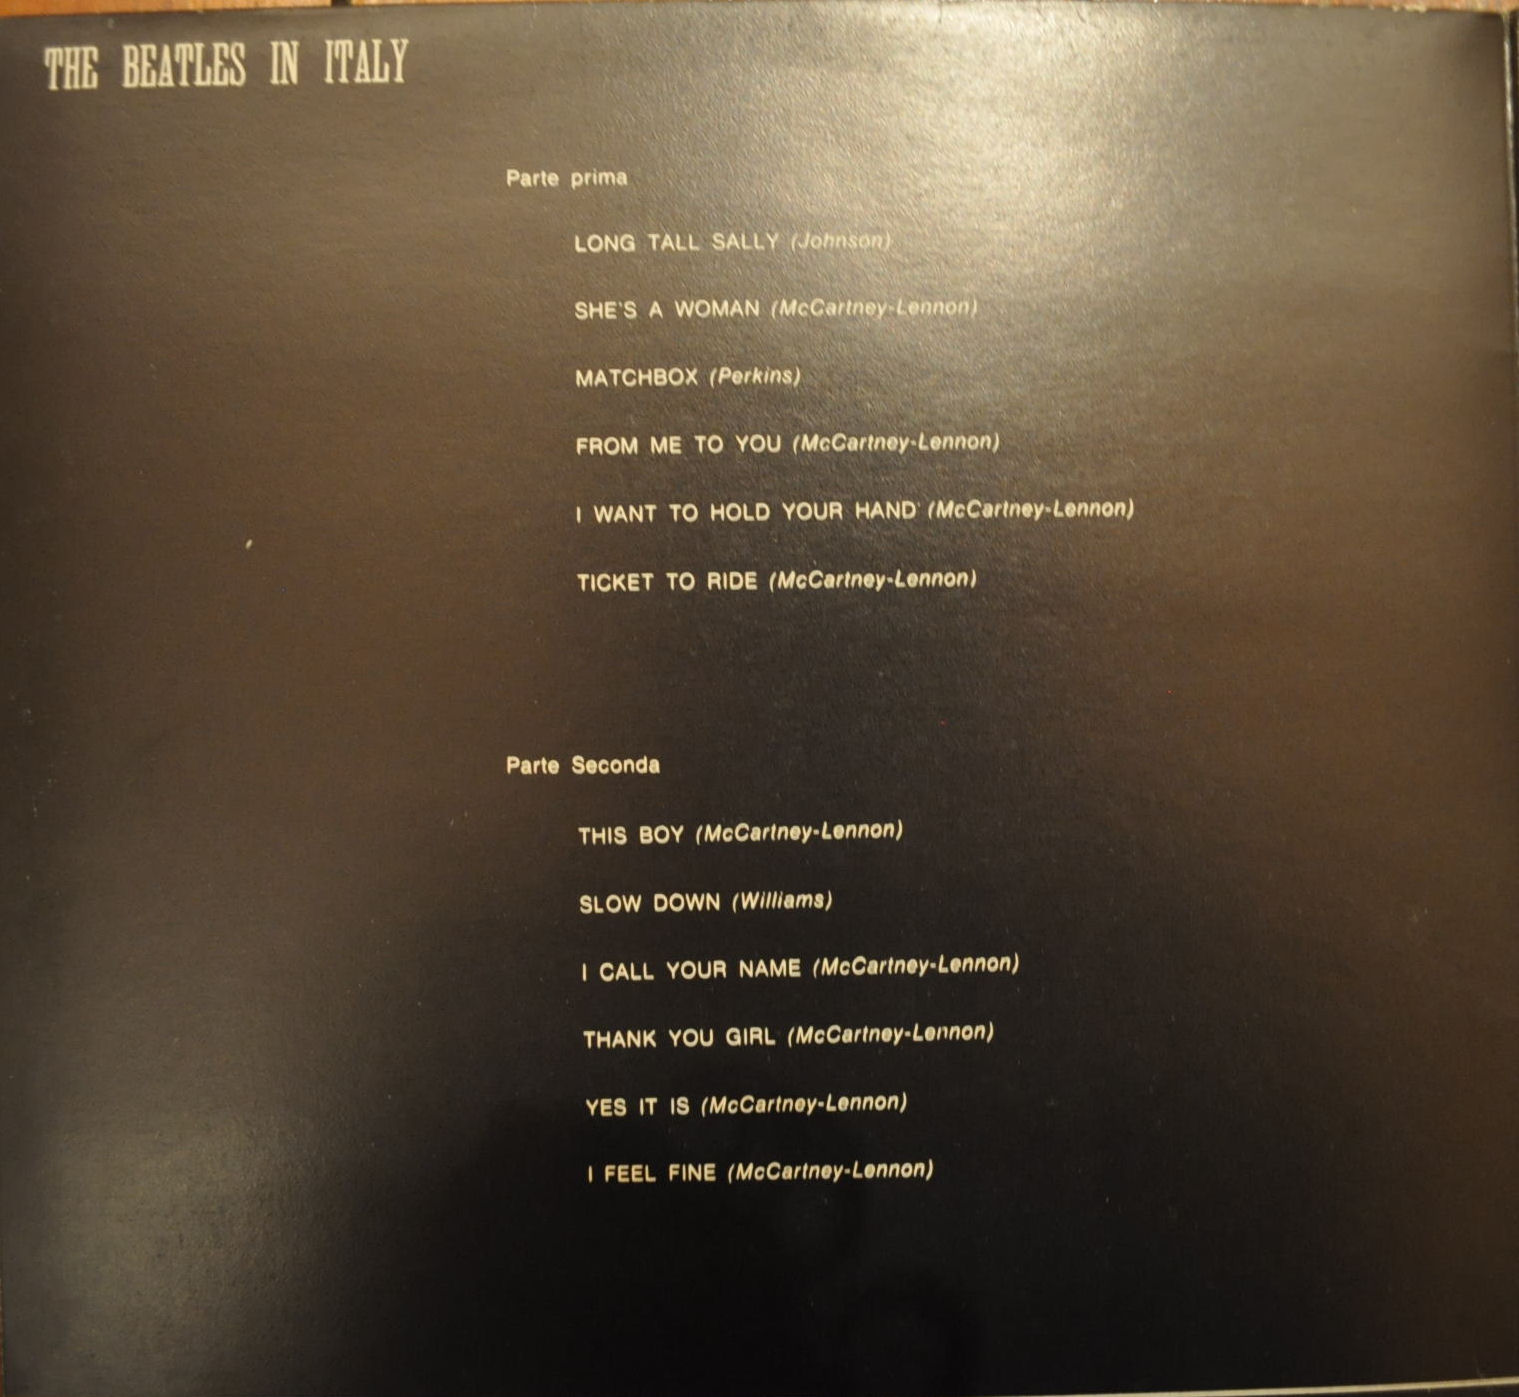 THE BEATLES IN ITALY
Parte prima
LONG TALL SALLY (Johnson)
SHE'S A WOMAN (McCartney-Lennon)
MATCHBOX (Perkins)
FROM ME TO YOU (McCartney-Lennon)
I WANT TO HOLD YOUR HAND (McCartney-Lennon)
TICKET TO RIDE (McCartney-Lennon)
Parte Seconda
THIS BOY (McCartney-Lennon)
SLOW DOWN (Williams)
I CALL YOUR NAME (McCartney-Lennon)
THANK YOU GIRL (McCartney-Lennon)
YES IT IS (McCartney-Lennon)
I FEEL FINE (McCartney-Lennon)